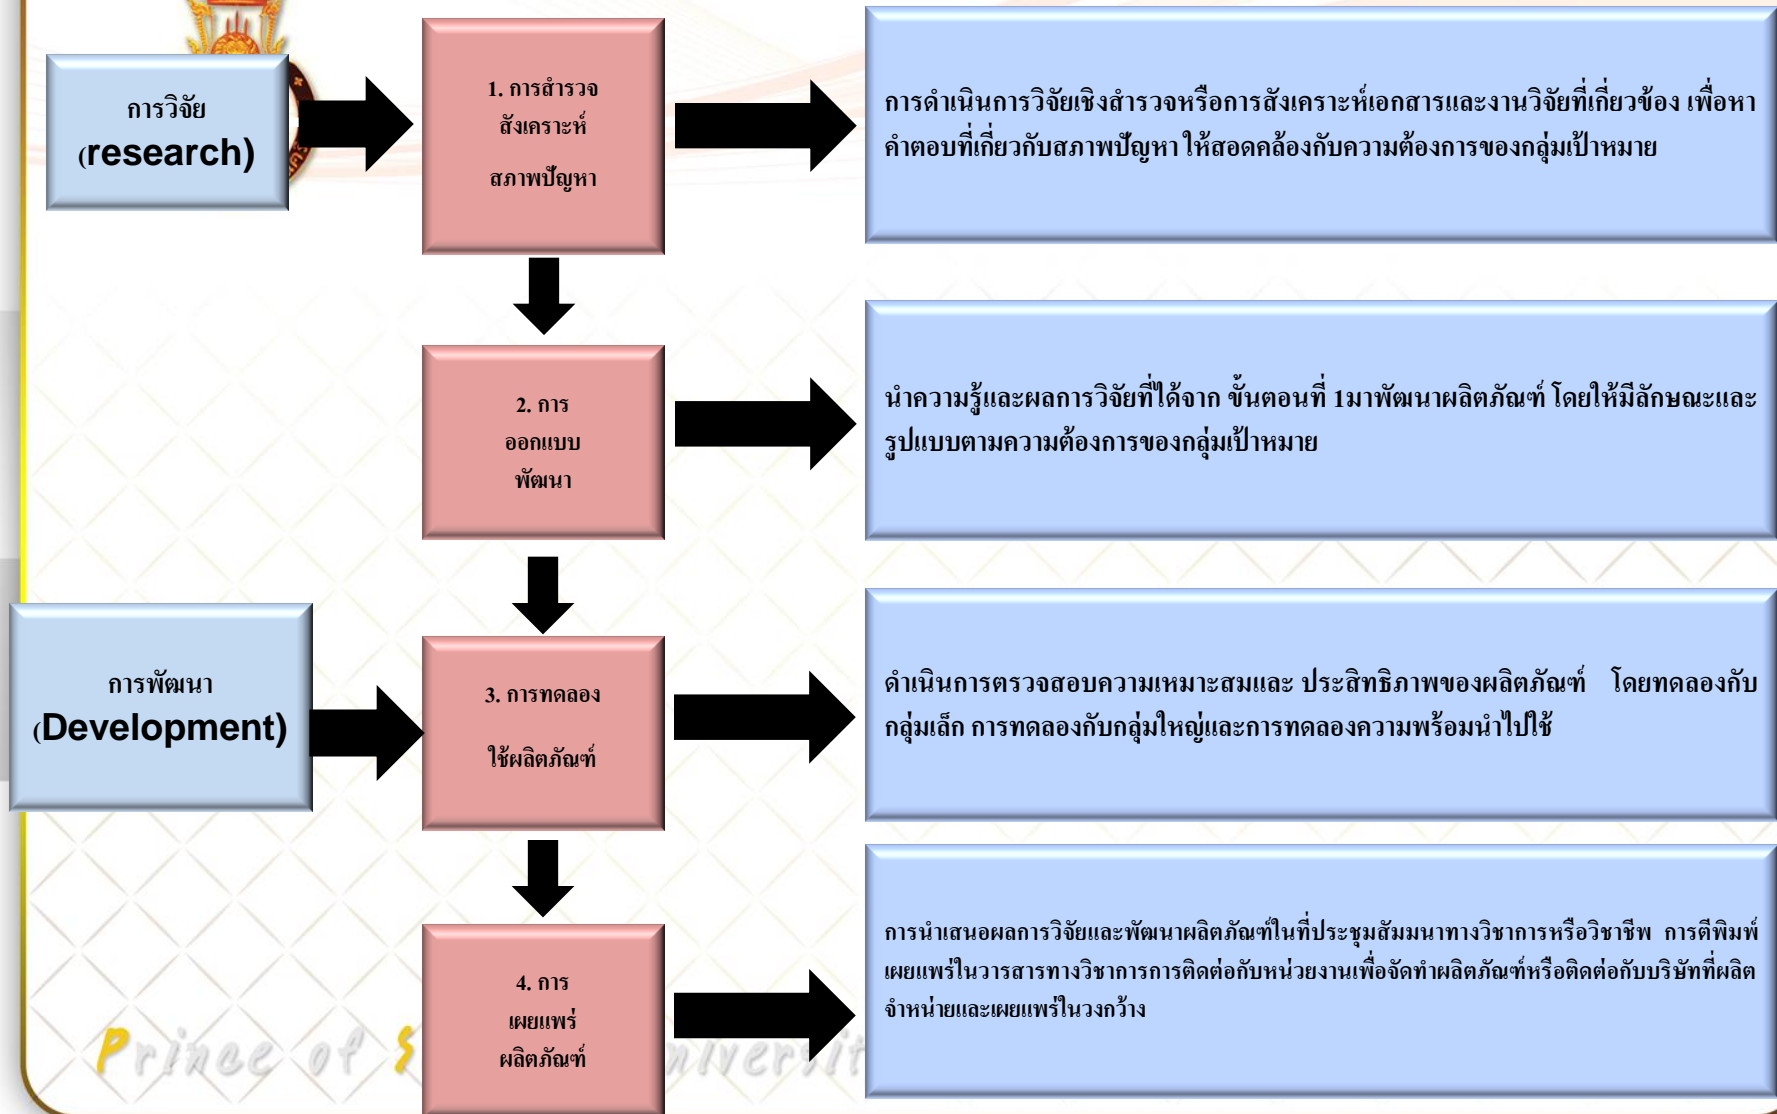 การวิจัย
(research)
1. การสำรวจ
สังเคราะห์
สภาพปัญหา
การดำเนินการวิจัยเชิงสำรวจหรือการสังเคราะห์เอกสารและงานวิจัยที่เกี่ยวข้อง เพื่อหา
คำตอบที่เกี่ยวกับสภาพปัญหา ให้สอดคล้องกับความต้องการของกลุ่มเป้าหมาย
2. การ
ออกแบบ
พัฒนา
นำความรู้และผลการวิจัยที่ได้จาก ขั้นตอนที่ 1มาพัฒนาผลิตภัณฑ์ โดยให้มีลักษณะและ
รูปแบบตามความต้องการของกลุ่มเป้าหมาย
การพัฒนา
(Development)
3. การทดลอง
ใช้ผลิตภัณฑ์
ดำเนินการตรวจสอบความเหมาะสมและ ประสิทธิภาพของผลิตภัณฑ์ โดยทดลองกับ
กลุ่มเล็ก การทดลองกับกลุ่มใหญ่และการทดลองความพร้อมนำไปใช้
4. การ
เผยแพร่
ผลิตภัณฑ์
การนำเสนอผลการวิจัยและพัฒนาผลิตภัณฑ์ในที่ประชุมสัมมนาทางวิชาการหรือวิชาชีพ การตีพิมพ์
เผยแพร่ในวารสารทางวิชาการการติดต่อกับหน่วยงานเพื่อจัดทำผลิตภัณฑ์หรือติดต่อกับบริษัทที่ผลิต
จำหน่ายและเผยแพร่ในวงกว้าง
Prince of